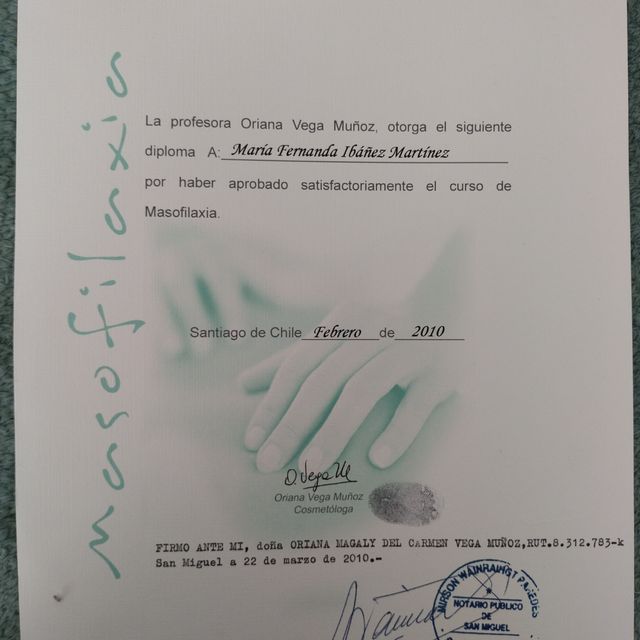 masofilaxia
La profesora Oriana Vega Muñoz, otorga el siguiente
diploma A: María Fernanda Ibáñez Martínez
por haber aprobado satisfactoriamente el curso de
Masofilaxia.
Santiago de Chile Febrero de 2010
O. Vega M
Oriana Vega Muñoz
Cosmetóloga
FIRMO ANTE MI, doña ORIANA MAGALY DEL CARMEN VEGA MUÑOZ,RUT.8.312.783-k
San Miguel a 22 de marzo de 2010.-
NOTARIO PUBLICO
DE
SAN MIGUEL